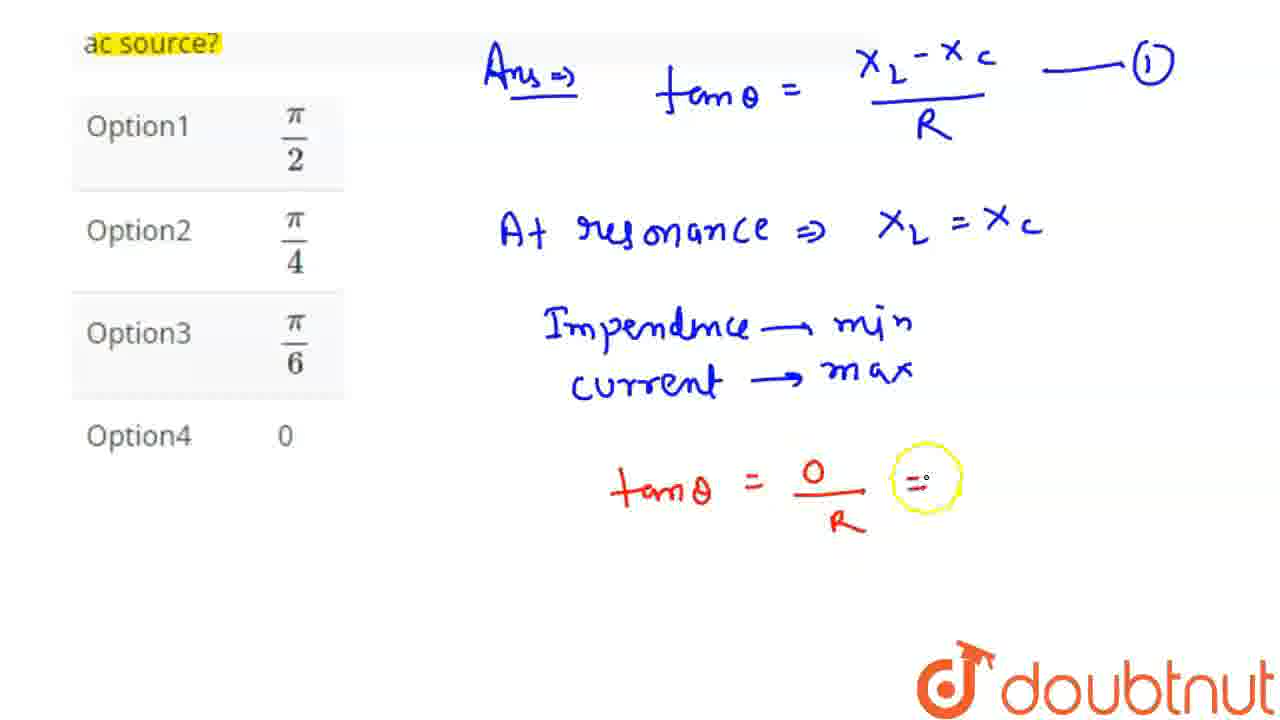 ac source?
Option1 π/2
Option2 π/4
Option3 π/6
Option4 0
Ans ⇒ tanθ = X_L - X_C / R —— ①
At resonance ⇒ X_L = X_C
Impendnce → min
current → max
tanθ = 0/R =
doubtnut